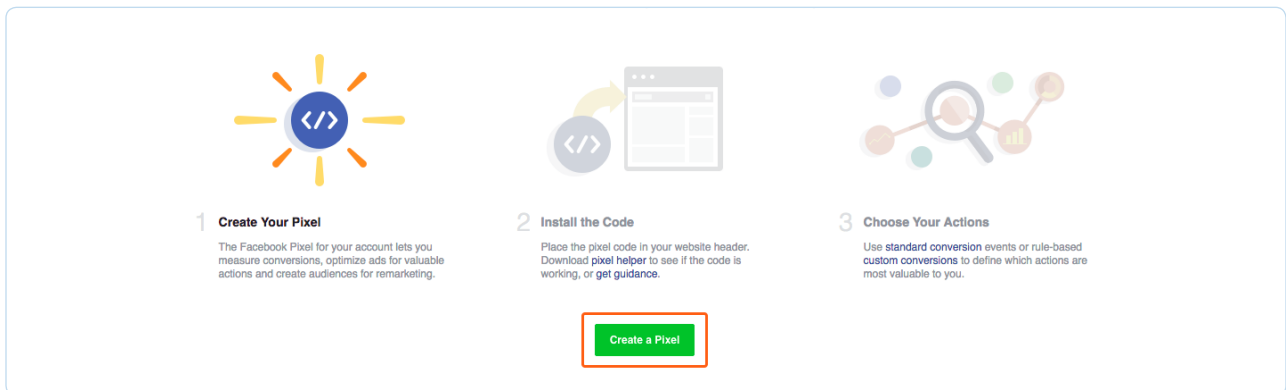 </>
</>
1 Create Your Pixel
The Facebook Pixel for your account lets you
measure conversions, optimize ads for valuable
actions and create audiences for remarketing.
2 Install the Code
Place the pixel code in your website header.
Download pixel helper to see if the code is
working, or get guidance.
3 Choose Your Actions
Use standard conversion events or rule-based
custom conversions to define which actions are
most valuable to you.
Create a Pixel